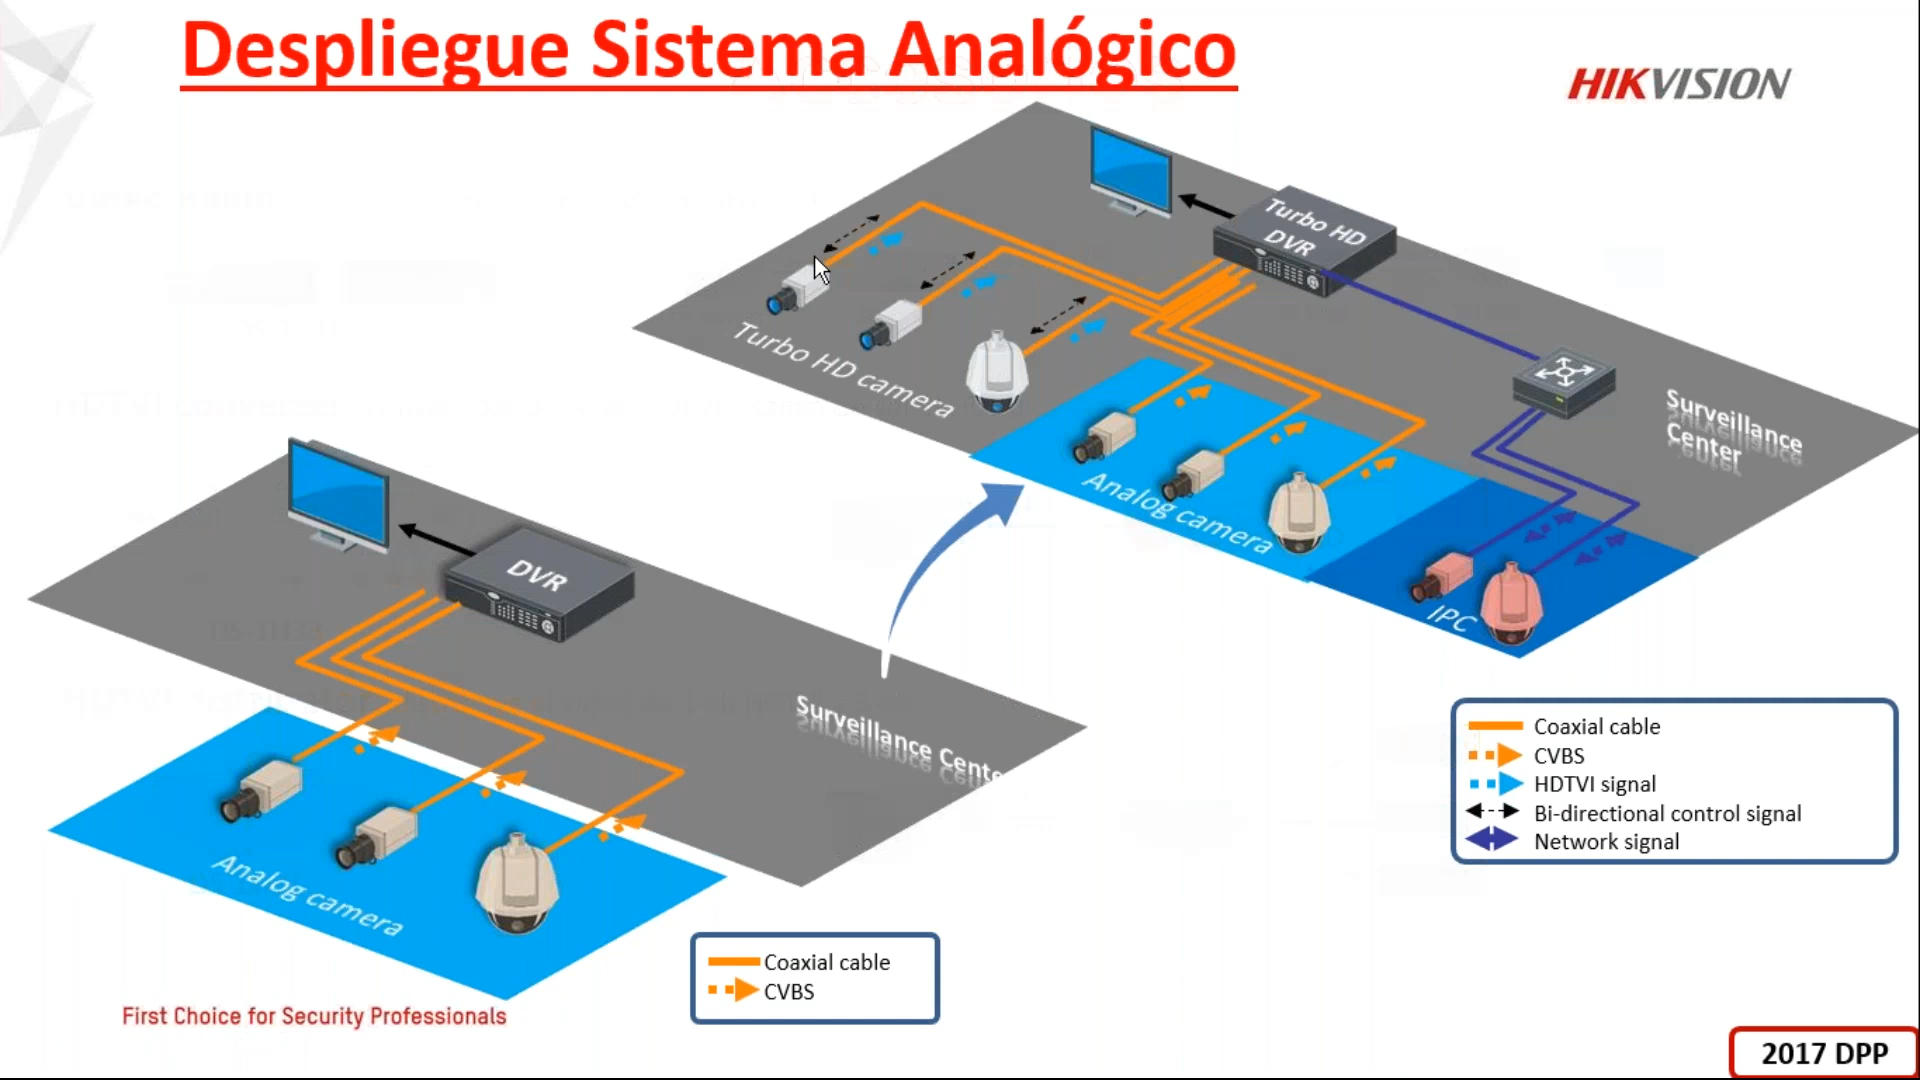 Despliegue Sistema Analógico
HIKVISION
Turbo HD
DVR
Turbo HD camera
Surveillance
Center
Analog camera
IPC
DVR
Surveillance Cente
Analog camera
Coaxial cable
CVBS
HDTVI signal
Bi-directional control signal
Network signal
Coaxial cable
CVBS
First Choice for Security Professionals
2017 DPP